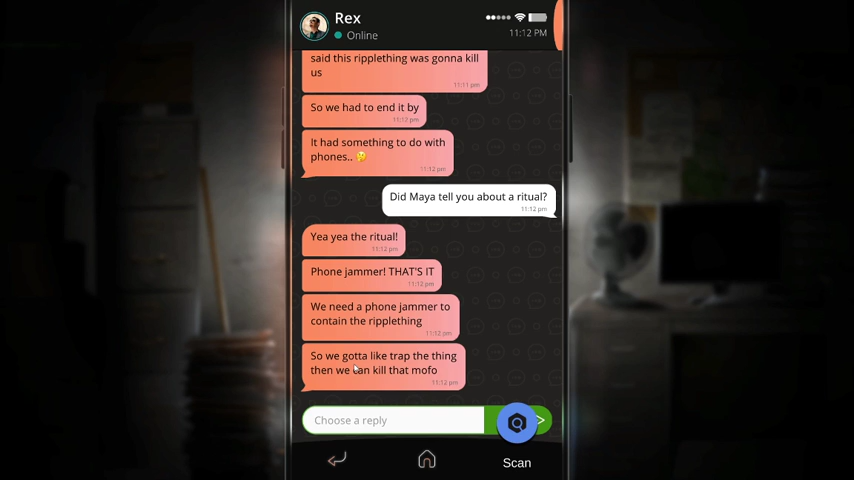 Rex
Online
11:12 PM
said this ripplething was gonna kill
us
11:11 pm
So we had to end it by
11:12 pm
It had something to do with
phones.. 🤔
11:12 pm
Did Maya tell you about a ritual?
11:12 pm
Yea yea the ritual!
11:12 pm
Phone jammer! THAT'S IT
11:12 pm
We need a phone jammer to
contain the ripplething
11:12 pm
So we gotta like trap the thing
then we can kill that mofo
11:12 pm
Choose a reply
Scan